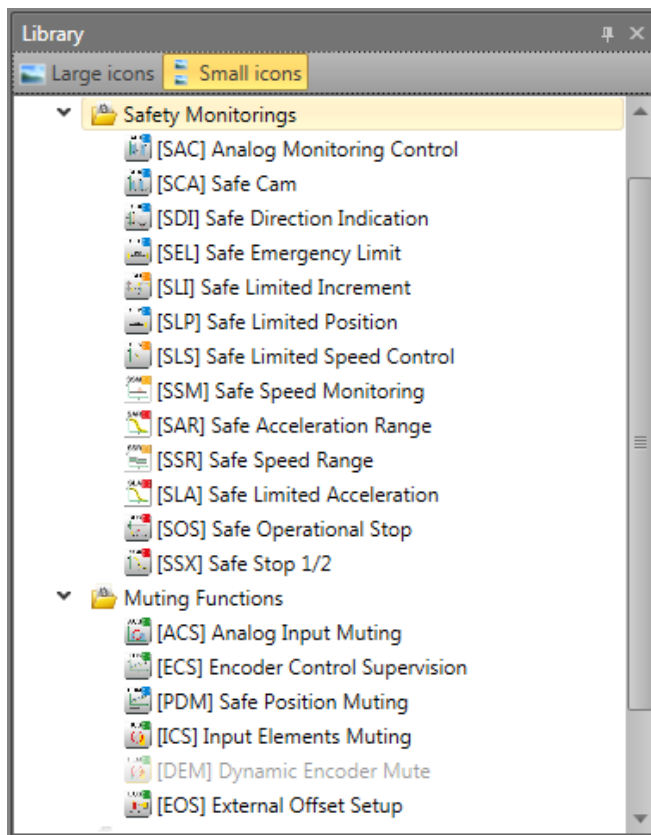 Library
Large icons Small icons
Safety Monitorings
[SAC] Analog Monitoring Control
[SCA] Safe Cam
[SDI] Safe Direction Indication
[SEL] Safe Emergency Limit
[SLI] Safe Limited Increment
[SLP] Safe Limited Position
[SLS] Safe Limited Speed Control
[SSM] Safe Speed Monitoring
[SAR] Safe Acceleration Range
[SSR] Safe Speed Range
[SLA] Safe Limited Acceleration
[SOS] Safe Operational Stop
[SSX] Safe Stop 1/2
Muting Functions
[ACS] Analog Input Muting
[ECS] Encoder Control Supervision
[PDM] Safe Position Muting
[ICS] Input Elements Muting
[DEM] Dynamic Encoder Mute
[EOS] External Offset Setup